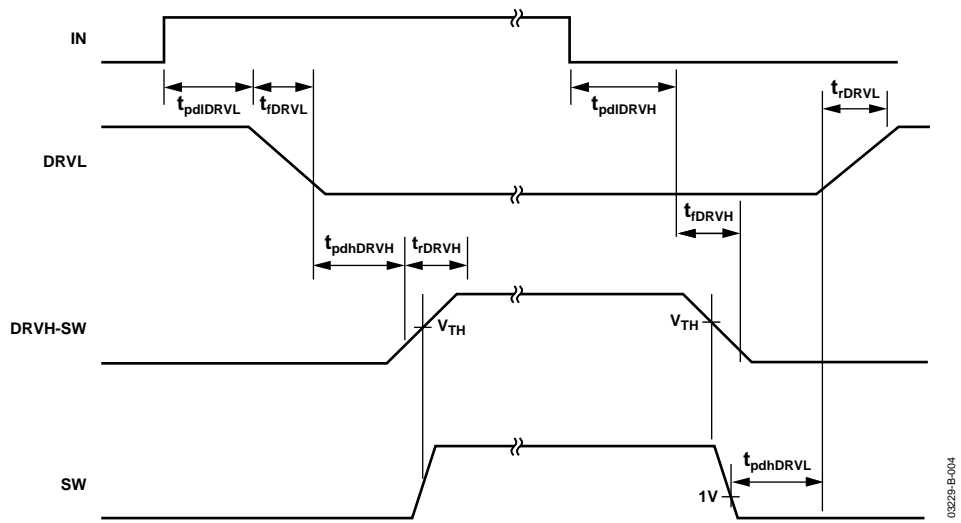 IN
tpdlDRVL
tfDRVL
tpdlDRVH
trDRVL
DRVL
tfDRVH
tpdhDRVH
trDRVH
DRVH-SW
VTH
VTH
tpdhDRVL
SW
1V
03229-B-004